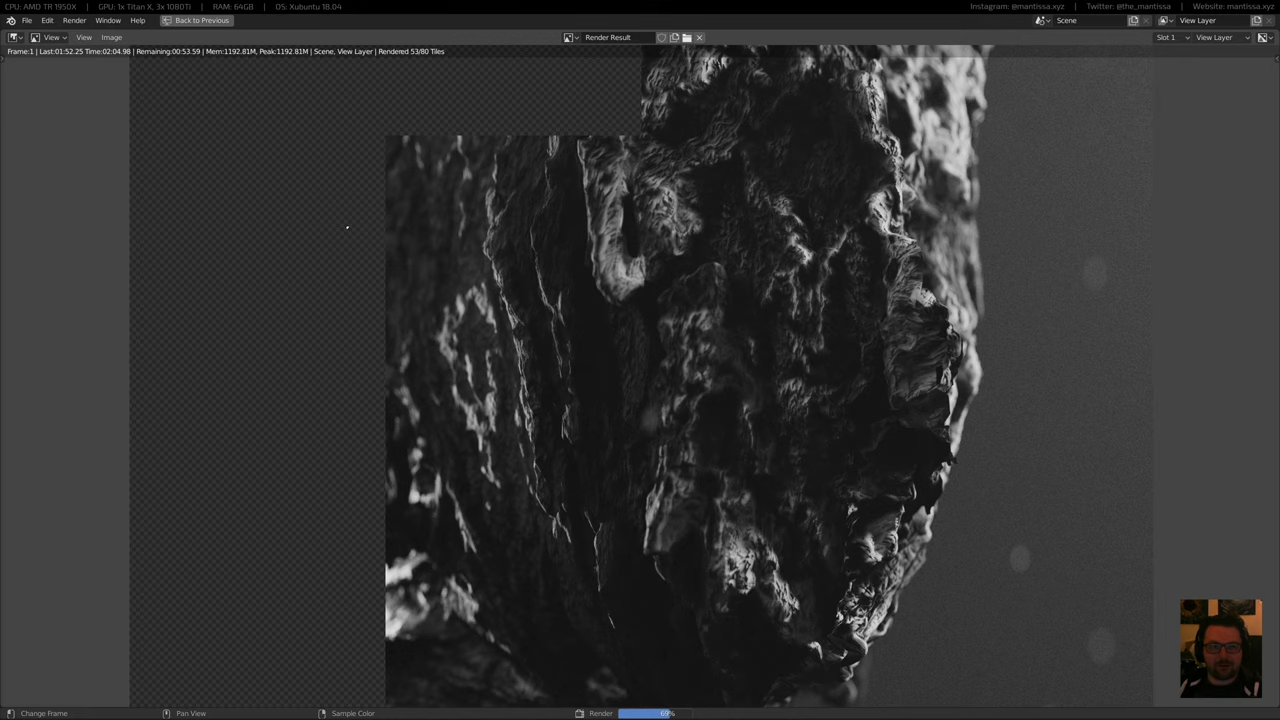 CPU: AMD TR 1950X | GPU: 1x Titan X, 3x 1080Ti | RAM: 64GB | OS: Xubuntu 18.04 Instagram: @mantissa.xyz | Twitter: @the_mantissa | Website: mantissa.xyz
File Edit Render Window Help Back to Previous Scene View Layer
View View Image Render Result Slot 1 View Layer
Frame:1 | Last:01:52.25 Time:02:04.98 | Remaining:00:53.59 | Mem:1192.81M, Peak:1192.81M | Scene, View Layer | Rendered 53/80 Tiles
Change Frame Pan View Sample Color Render 69%